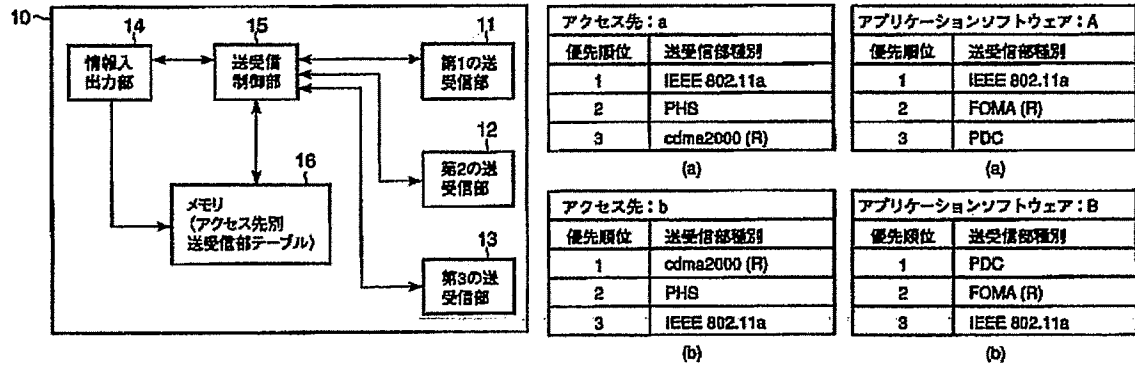 10
14
情報入
出力部
15
送受信
制御部
11
第1の送
受信部
12
第2の送
受信部
16
メモリ
(アクセス先別
送受信部テーブル)
13
第3の送
受信部
アクセス先：a
優先順位 送受信部種別
1 IEEE 802.11a
2 PHS
3 cdma2000 (R)
(a)
アクセス先：b
優先順位 送受信部種別
1 cdma2000 (R)
2 PHS
3 IEEE 802.11a
(b)
アプリケーションソフトウェア：A
優先順位 送受信部種別
1 IEEE 802.11a
2 FOMA (R)
3 PDC
(a)
アプリケーションソフトウェア：B
優先順位 送受信部種別
1 PDC
2 FOMA (R)
3 IEEE 802.11a
(b)